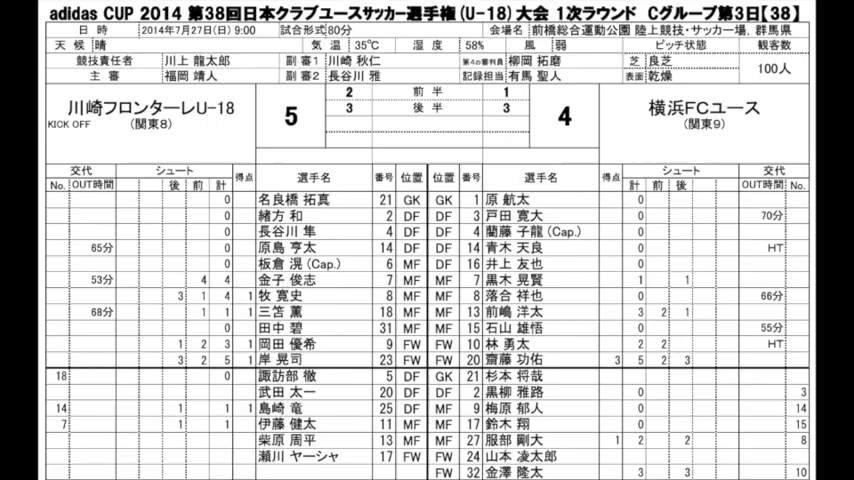 adidas CUP 2014 第38回日本クラブユースサッカー選手権(U-18)大会 1次ラウンド Cグループ第3日【38】
日 時 2014年7月27日(日) 9:00 試合形式 80分 会場名 前橋総合運動公園 陸上競技・サッカー場, 群馬県
天 候 晴 気 温 35℃ 湿 度 58% 風 弱 ピッチ状態 観客数
競技責任者 川上 龍太郎 副 審1 川崎 秋仁 第4の審判員 柳岡 拓磨 芝 良芝 100人
主 審 福岡 靖人 副 審2 長谷川 雅 記録担当 有馬 聖人 表面 乾燥
川崎フロンターレU-18 5 2 前 半 1 4 横浜FCユース
KICK OFF (関東8) 3 後 半 3 (関東9)
交代 シュート 得点 選手名 番号 位置 位置 番号 選手名 得点 シュート 交代
No. OUT時間 後 前 計 計 前 後 OUT時間 No.
0 名良橋 拓真 21 GK GK 1 原 航太 0
0 緒方 和 2 DF DF 3 戸田 寛大 0 70分
0 長谷川 隼 4 DF DF 4 蘭藤 子龍 (Cap.) 0
65分 0 原島 亨太 14 DF DF 14 青木 天良 0 HT
0 板倉 滉 (Cap.) 6 MF DF 16 井上 友也 0
53分 4 4 金子 俊志 7 MF MF 7 黒木 晃賢 1 1
3 1 4 1 牧 寛史 8 MF MF 8 落合 祥也 0 66分
68分 1 1 1 三笘 薫 18 MF MF 13 前嶋 洋太 3 2 1
0 田中 碧 31 MF MF 15 石山 雄悟 0 55分
1 2 3 1 岡田 優希 9 FW FW 10 林 勇太 2 2 HT
3 2 5 1 岸 晃司 23 FW FW 20 齋藤 功佑 3 5 2 3
18 0 諏訪部 徹 5 DF GK 21 杉本 将哉
武田 太一 20 DF DF 2 黒柳 雅路 0 3
14 1 1 1 島崎 竜 25 DF MF 9 梅原 郁人 0 14
7 1 1 伊藤 健太 11 MF MF 17 鈴木 翔 0 15
柴原 周平 13 MF MF 27 服部 剛大 1 2 2 8
瀬川 ヤーシャ 17 FW FW 24 山本 凌太郎
FW 32 金澤 隆太 3 3 10